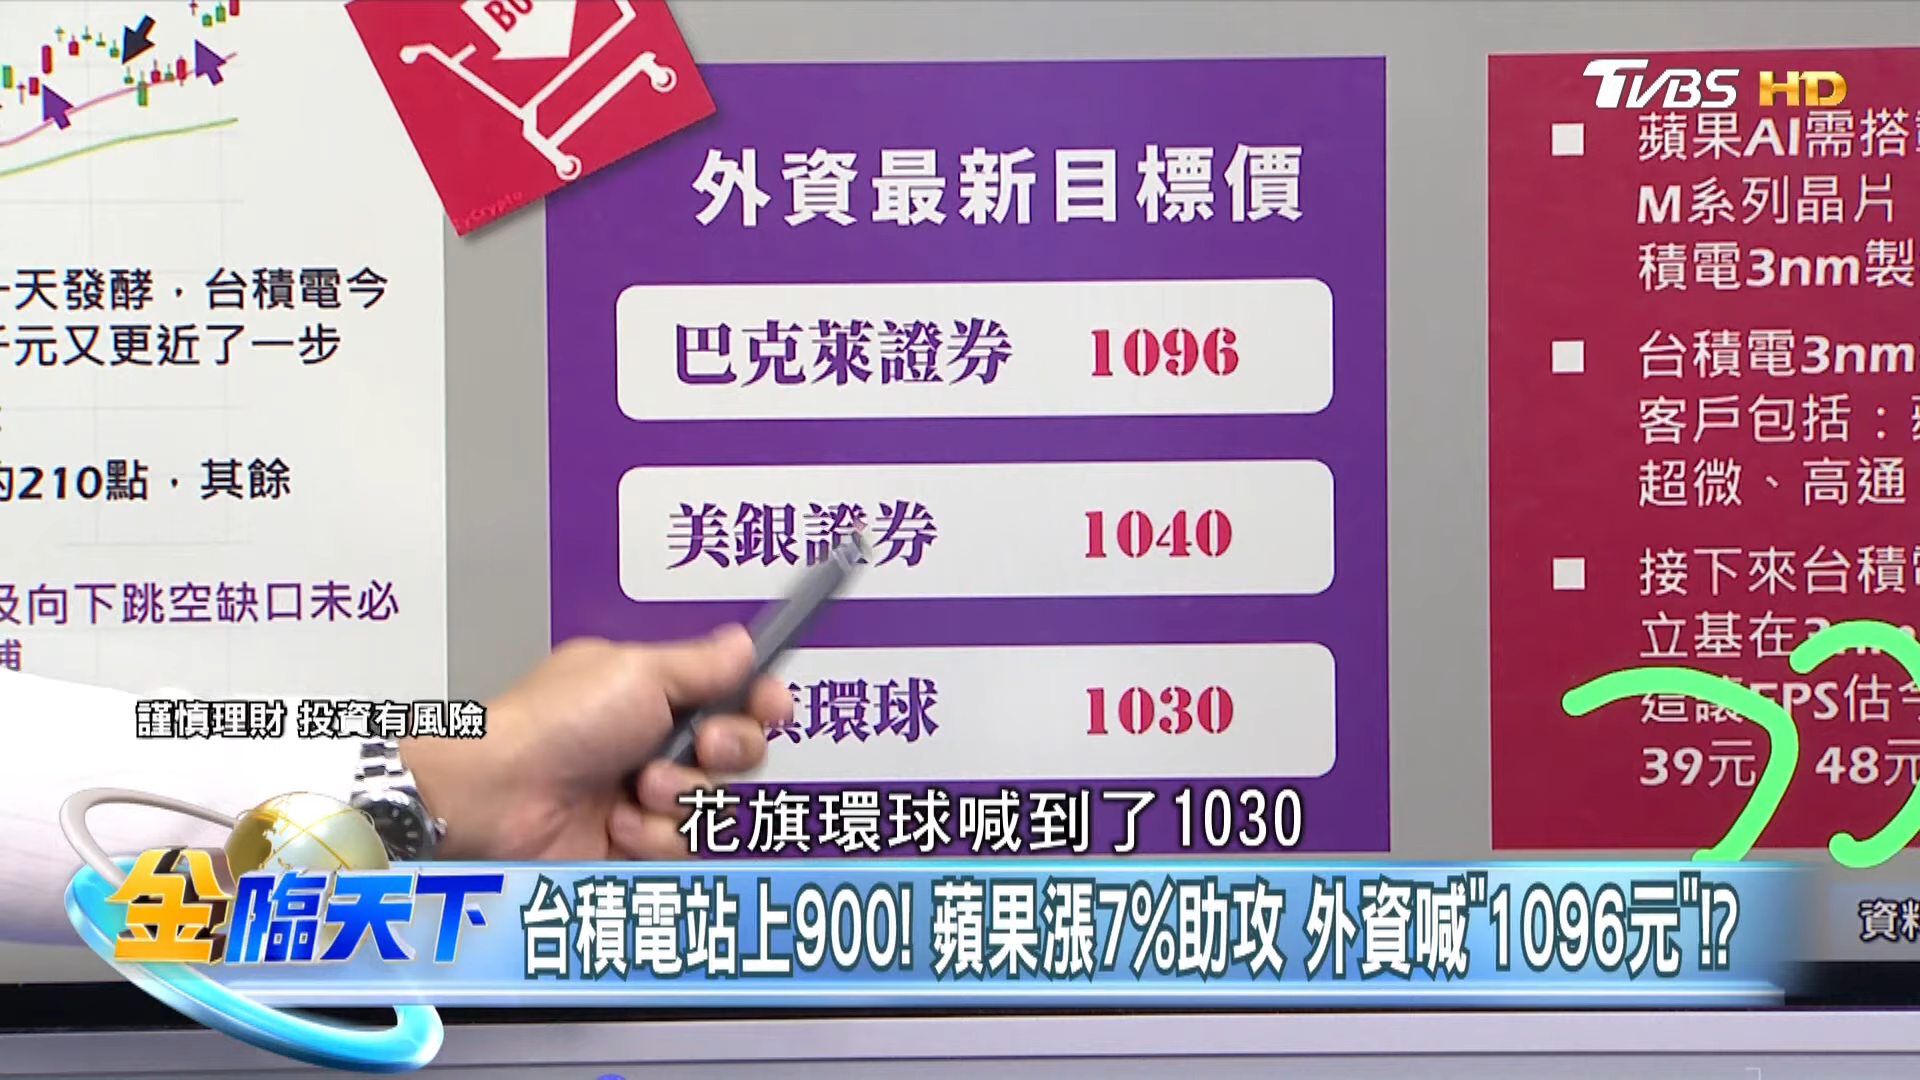 BU
TVBS HD
外資最新目標價
巴克萊證券 1096
美銀證券 1040
環球 1030
天發酵，台積電今
元又更近了一步
210點，其餘
及向下跳空缺口未必
蘋果AI需搭
M系列晶片
積電3nm製
台積電3nm
客戶包括：
超微、高通
接下來台積
立基在
這讓EPS估今
39元 48元
謹慎理財 投資有風險
花旗環球喊到了1030
金臨天下
台積電站上900! 蘋果漲7%助攻 外資喊"1096元"!?
資料